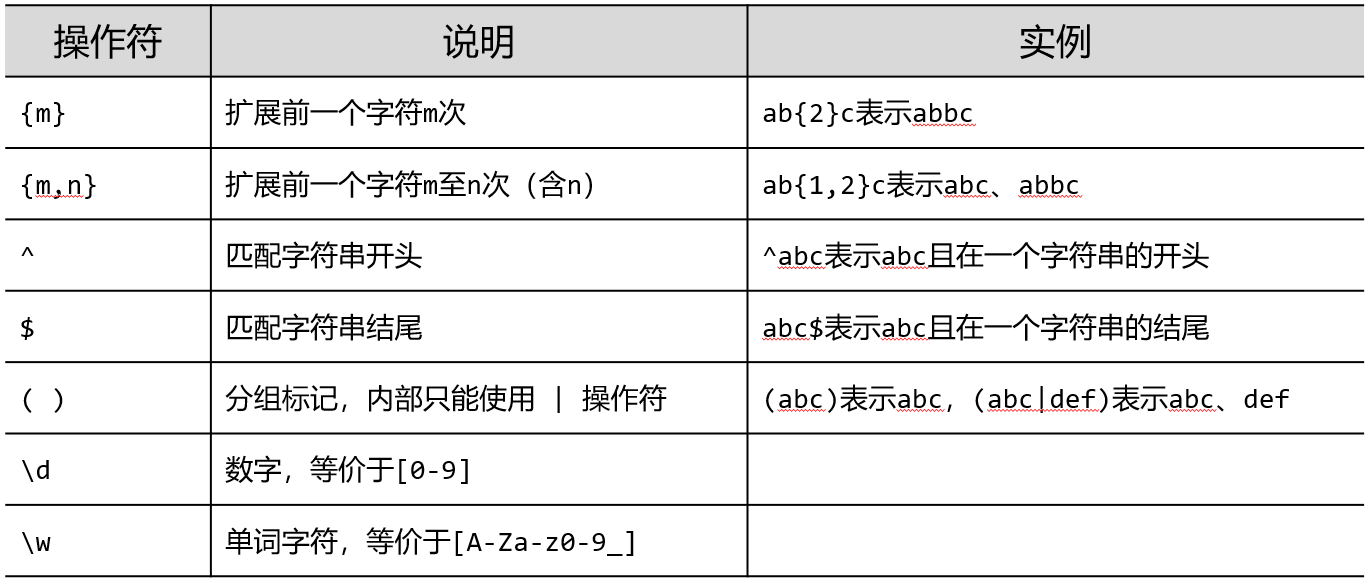 操作符 说明 实例
{m} 扩展前一个字符m次 ab{2}c表示abbc
{m,n} 扩展前一个字符m至n次（含n） ab{1,2}c表示abc、abbc
^ 匹配字符串开头 ^abc表示abc且在一个字符串的开头
$ 匹配字符串结尾 abc$表示abc且在一个字符串的结尾
( ) 分组标记，内部只能使用 | 操作符 (abc)表示abc，(abc|def)表示abc、def
\d 数字，等价于[0-9]
\w 单词字符，等价于[A-Za-z0-9_]